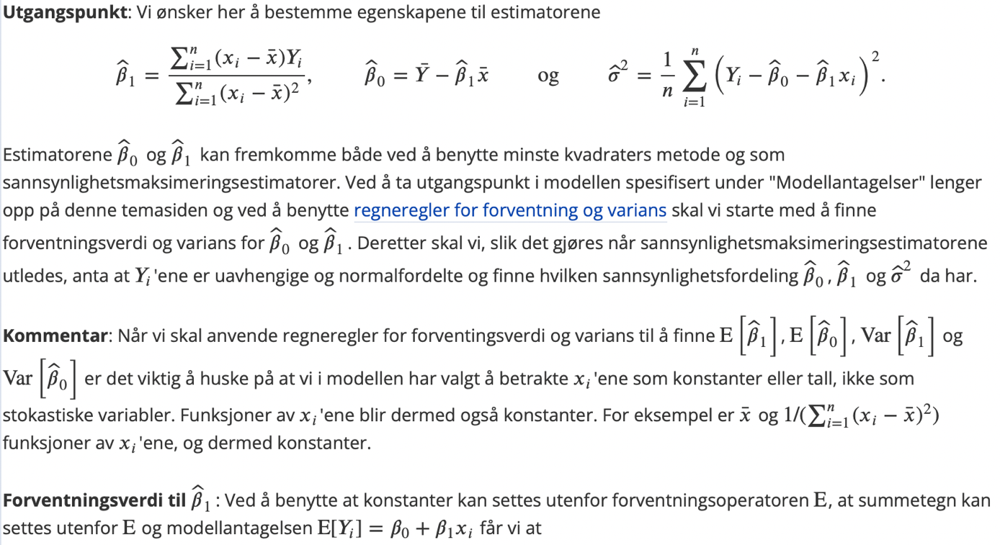 Utgangspunkt: Vi ønsker her å bestemme egenskapene til estimatorene
$\widehat{\beta}_1 = \frac{\sum_{i=1}^{n}(x_i - \bar{x})Y_i}{\sum_{i=1}^{n}(x_i - \bar{x})^2}, \quad \widehat{\beta}_0 = \bar{Y} - \widehat{\beta}_1\bar{x} \quad \text{og} \quad \widehat{\sigma}^2 = \frac{1}{n}\sum_{i=1}^{n}\left(Y_i - \widehat{\beta}_0 - \widehat{\beta}_1 x_i\right)^2.$
Estimatorene $\widehat{\beta}_0$ og $\widehat{\beta}_1$ kan fremkomme både ved å benytte minste kvadraters metode og som
sannsynlighetsmaksimeringsestimatorer. Ved å ta utgangspunkt i modellen spesifisert under "Modellantagelser" lenger
opp på denne temasiden og ved å benytte regneregler for forventning og varians skal vi starte med å finne
forventningsverdi og varians for $\widehat{\beta}_0$ og $\widehat{\beta}_1$. Deretter skal vi, slik det gjøres når sannsynlighetsmaksimeringsestimatorene
utledes, anta at $Y_i$'ene er uavhengige og normalfordelte og finne hvilken sannsynlighetsfordeling $\widehat{\beta}_0$, $\widehat{\beta}_1$ og $\widehat{\sigma}^2$ da har.
Kommentar: Når vi skal anvende regneregler for forventingsverdi og varians til å finne $\mathrm{E}\left[\widehat{\beta}_1\right]$, $\mathrm{E}\left[\widehat{\beta}_0\right]$, $\mathrm{Var}\left[\widehat{\beta}_1\right]$ og
$\mathrm{Var}\left[\widehat{\beta}_0\right]$ er det viktig å huske på at vi i modellen har valgt å betrakte $x_i$'ene som konstanter eller tall, ikke som
stokastiske variabler. Funksjoner av $x_i$'ene blir dermed også konstanter. For eksempel er $\bar{x}$ og $1/(\sum_{i=1}^{n}(x_i - \bar{x})^2)$
funksjoner av $x_i$'ene, og dermed konstanter.
Forventningsverdi til $\widehat{\beta}_1$: Ved å benytte at konstanter kan settes utenfor forventningsoperatoren $\mathrm{E}$, at summetegn kan
settes utenfor $\mathrm{E}$ og modellantagelsen $\mathrm{E}[Y_i] = \beta_0 + \beta_1 x_i$ får vi at